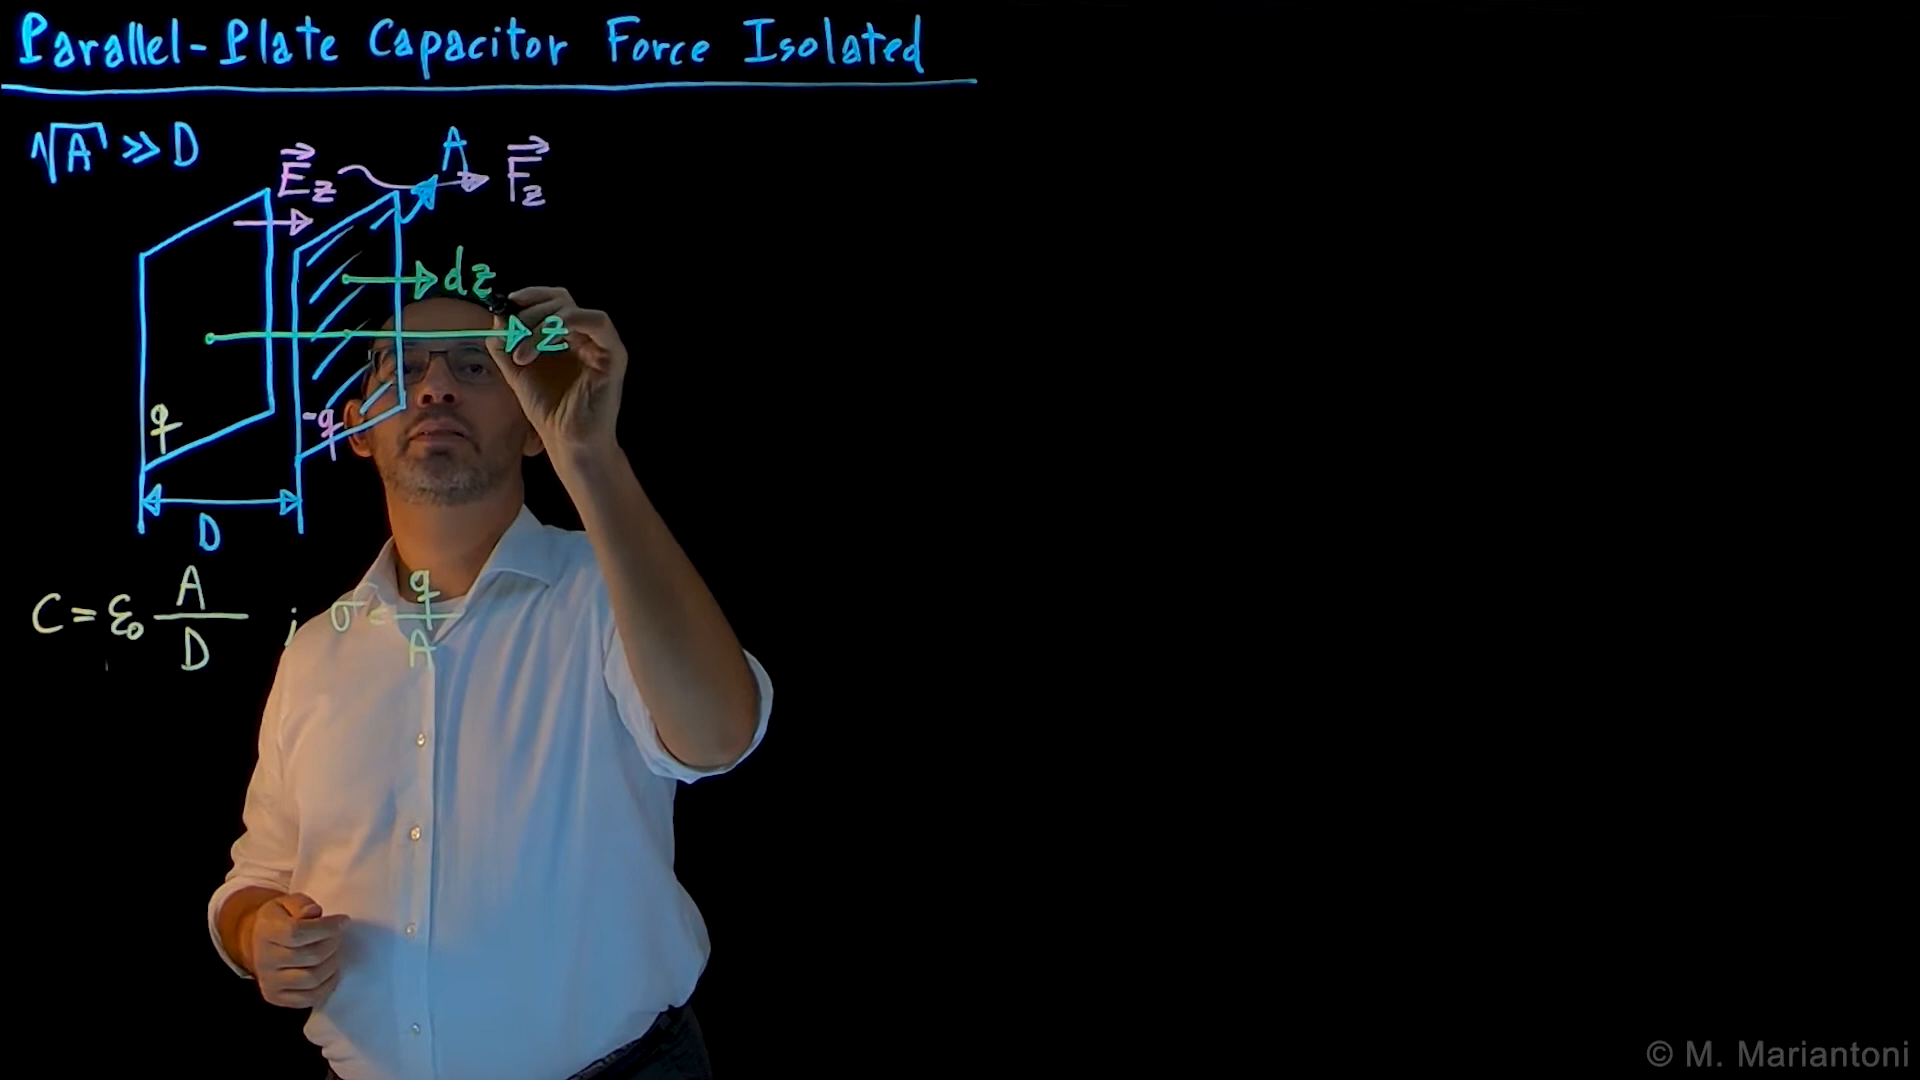 Parallel-Plate Capacitor Force Isolated
√A ≫ D
A
E⃗z
F⃗z
dz
z
q
-q
D
C = ε₀ A/D ; σ = q/A
© M. Mariantoni